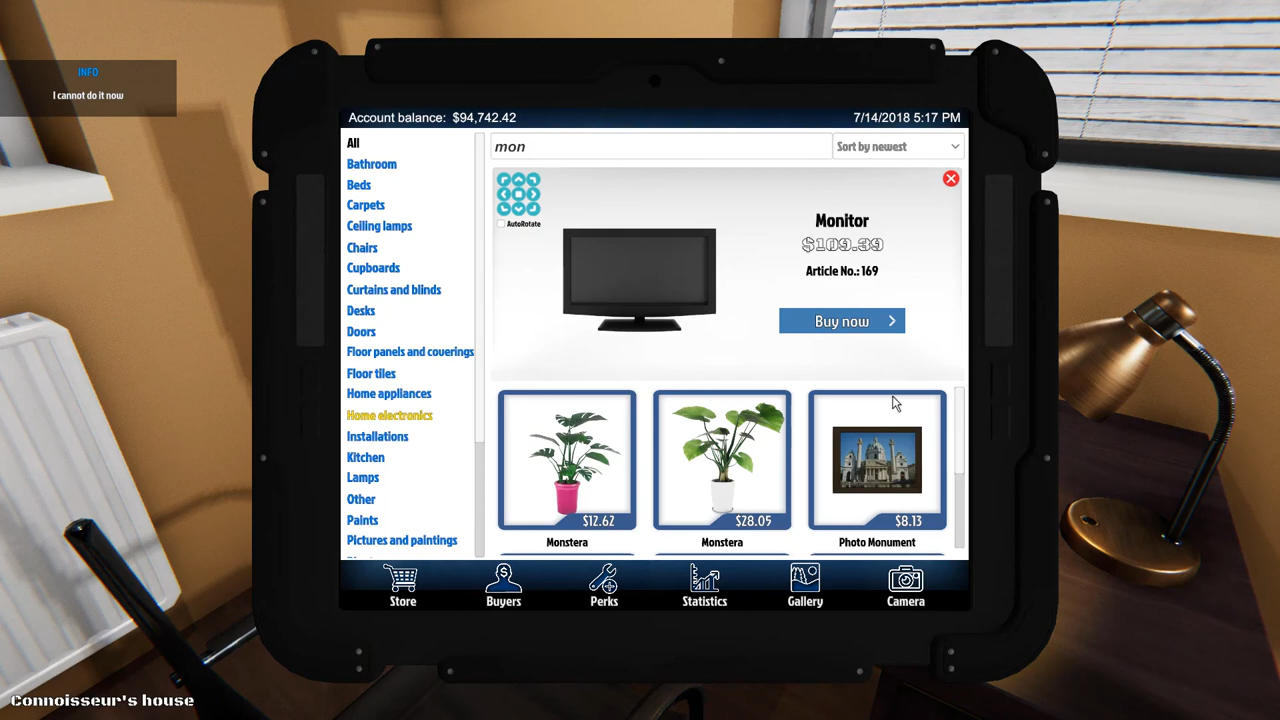 INFO
I cannot do it now
Account balance: $94,742.42
7/14/2018 5:17 PM
All
Bathroom
Beds
Carpets
Ceiling lamps
Chairs
Cupboards
Curtains and blinds
Desks
Doors
Floor panels and coverings
Floor tiles
Home appliances
Home electronics
Installations
Kitchen
Lamps
Other
Paints
Pictures and paintings
mon
Sort by newest
AutoRotate
Monitor
$109.39
Article No.: 169
Buy now
$12.62
$28.05
$8.13
Monstera
Monstera
Photo Monument
Store
Buyers
Perks
Statistics
Gallery
Camera
Connoisseur's house